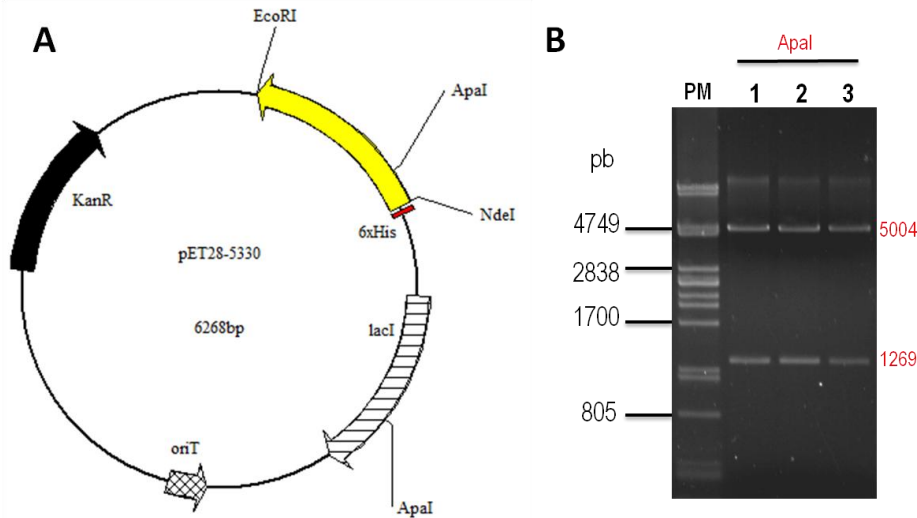 A
EcoRI
ApaI
NdeI
6xHis
KanR
pET28-5330
6268bp
lacI
oriT
ApaI
B
ApaI
PM 1 2 3
pb
4749
2838
1700
805
5004
1269